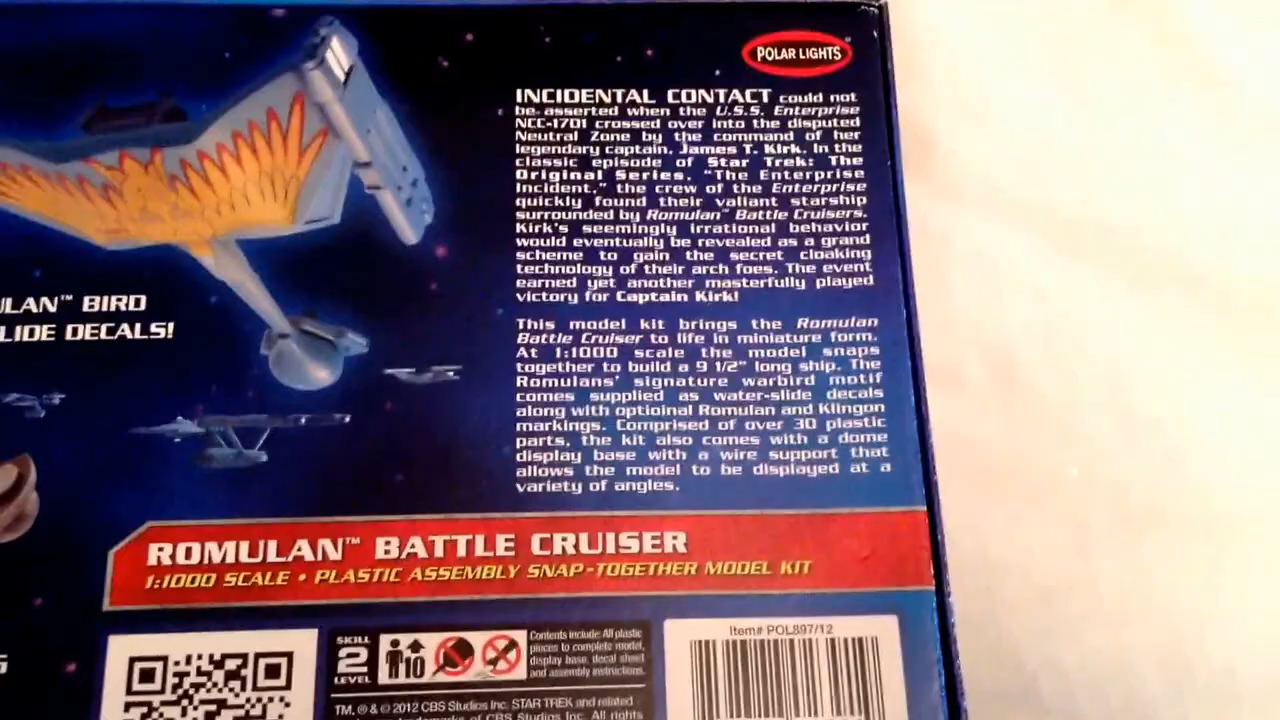 POLAR LIGHTS
INCIDENTAL CONTACT could not
be asserted when the U.S.S. Enterprise
NCC-1701 crossed over into the disputed
Neutral Zone by the command of her
legendary captain, James T. Kirk. In the
classic episode of Star Trek: The
Original Series, "The Enterprise
Incident," the crew of the Enterprise
quickly found their valiant starship
surrounded by Romulan™ Battle Cruisers.
Kirk's seemingly irrational behavior
would eventually be revealed as a grand
scheme to gain the secret cloaking
technology of their arch foes. The event
earned yet another masterfully played
victory for Captain Kirk!
This model kit brings the Romulan
Battle Cruiser to life in miniature form.
At 1:1000 scale the model snaps
together to build a 9 1/2" long ship. The
Romulans' signature warbird motif
comes supplied as water-slide decals
along with optioinal Romulan and Klingon
markings. Comprised of over 30 plastic
parts, the kit also comes with a dome
display base with a wire support that
allows the model to be displayed at a
variety of angles.
ULAN™ BIRD
LIDE DECALS!
ROMULAN™ BATTLE CRUISER
1:1000 SCALE • PLASTIC ASSEMBLY SNAP-TOGETHER MODEL KIT
SKILL
2
LEVEL
10
Contents include: All plastic
pieces to complete model,
display base, decal sheet
and assembly instructions.
Item# POL897/12
TM, ® & © 2012 CBS Studios Inc. STAR TREK and related
of CBS Studios Inc. All rights